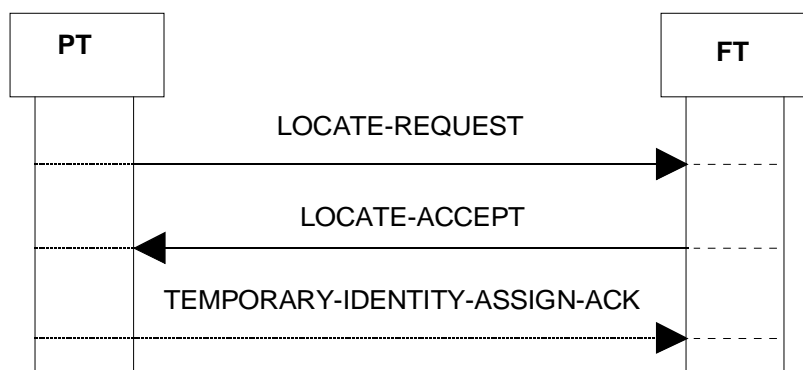 PT
FT
LOCATE-REQUEST
LOCATE-ACCEPT
TEMPORARY-IDENTITY-ASSIGN-ACK